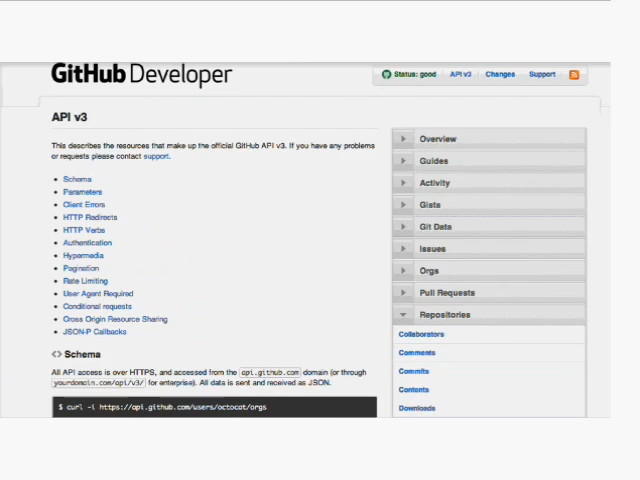 GitHub Developer
Status: good
API v3
Changes
Support
API v3
This describes the resources that make up the official GitHub API v3. If you have any problems
or requests please contact support.
Schema
Parameters
Client Errors
HTTP Redirects
HTTP Verbs
Authentication
Hypermedia
Pagination
Rate Limiting
User Agent Required
Conditional requests
Cross Origin Resource Sharing
JSON-P Callbacks
<> Schema
All API access is over HTTPS, and accessed from the api.github.com domain (or through
yourdomain.com/api/v3/ for enterprise). All data is sent and received as JSON.
$ curl -i https://api.github.com/users/octocat/orgs
Overview
Guides
Activity
Gists
Git Data
Issues
Orgs
Pull Requests
Repositories
Collaborators
Comments
Commits
Contents
Downloads